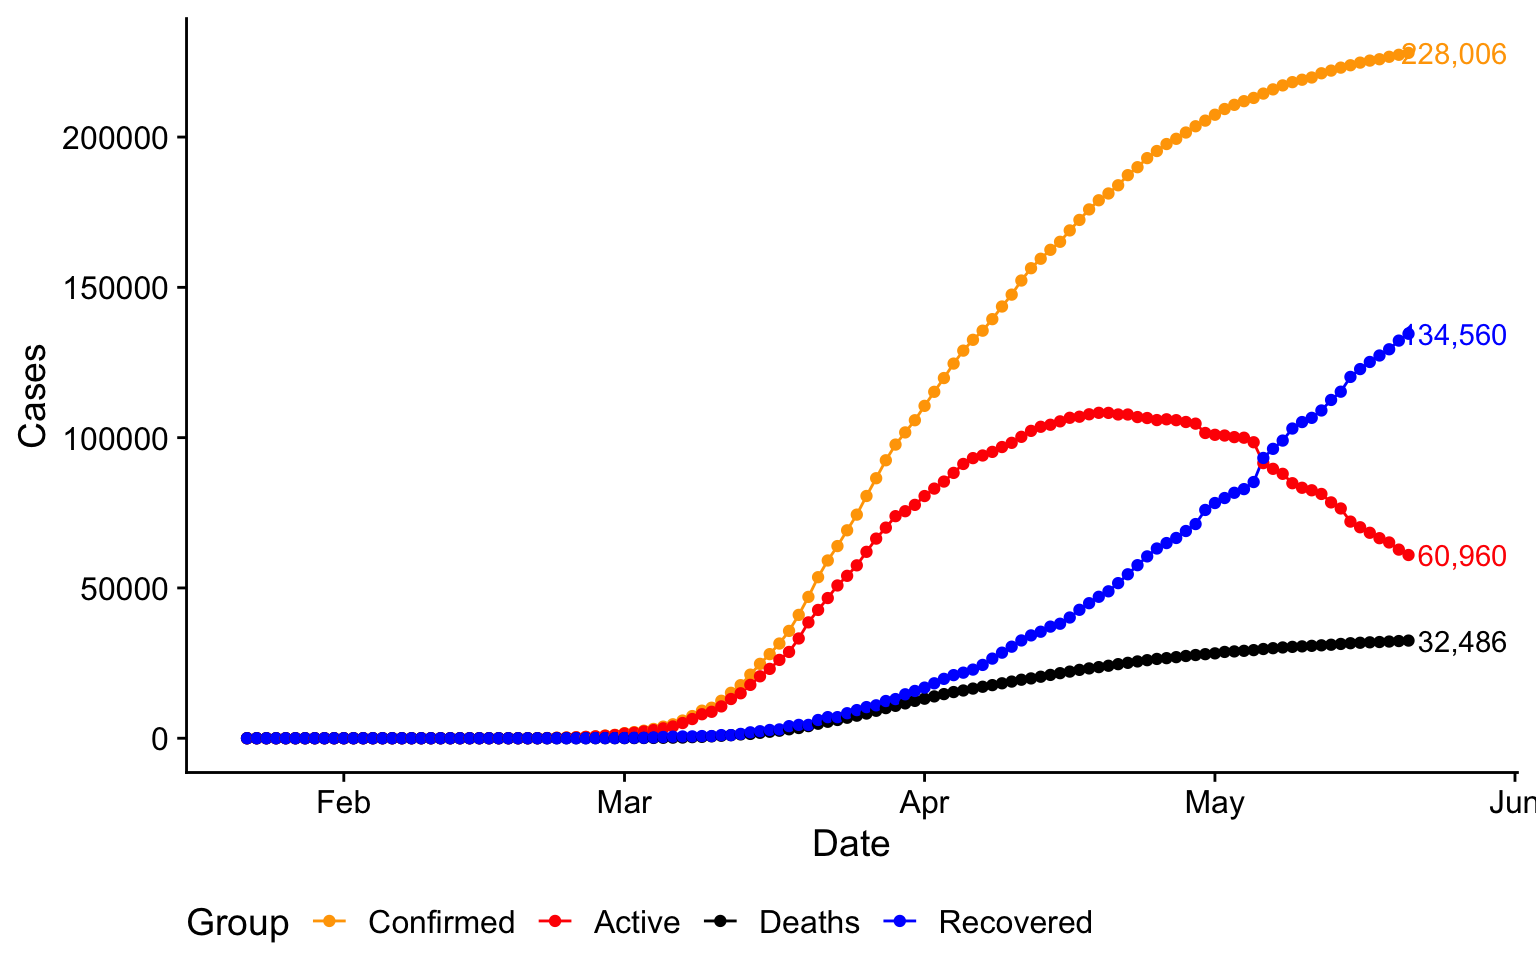 228,006
200000
150000
134,560
Cases
100000
60,960
50000
32,486
0
Feb Mar Apr May Jun
Date
Group Confirmed Active Deaths Recovered